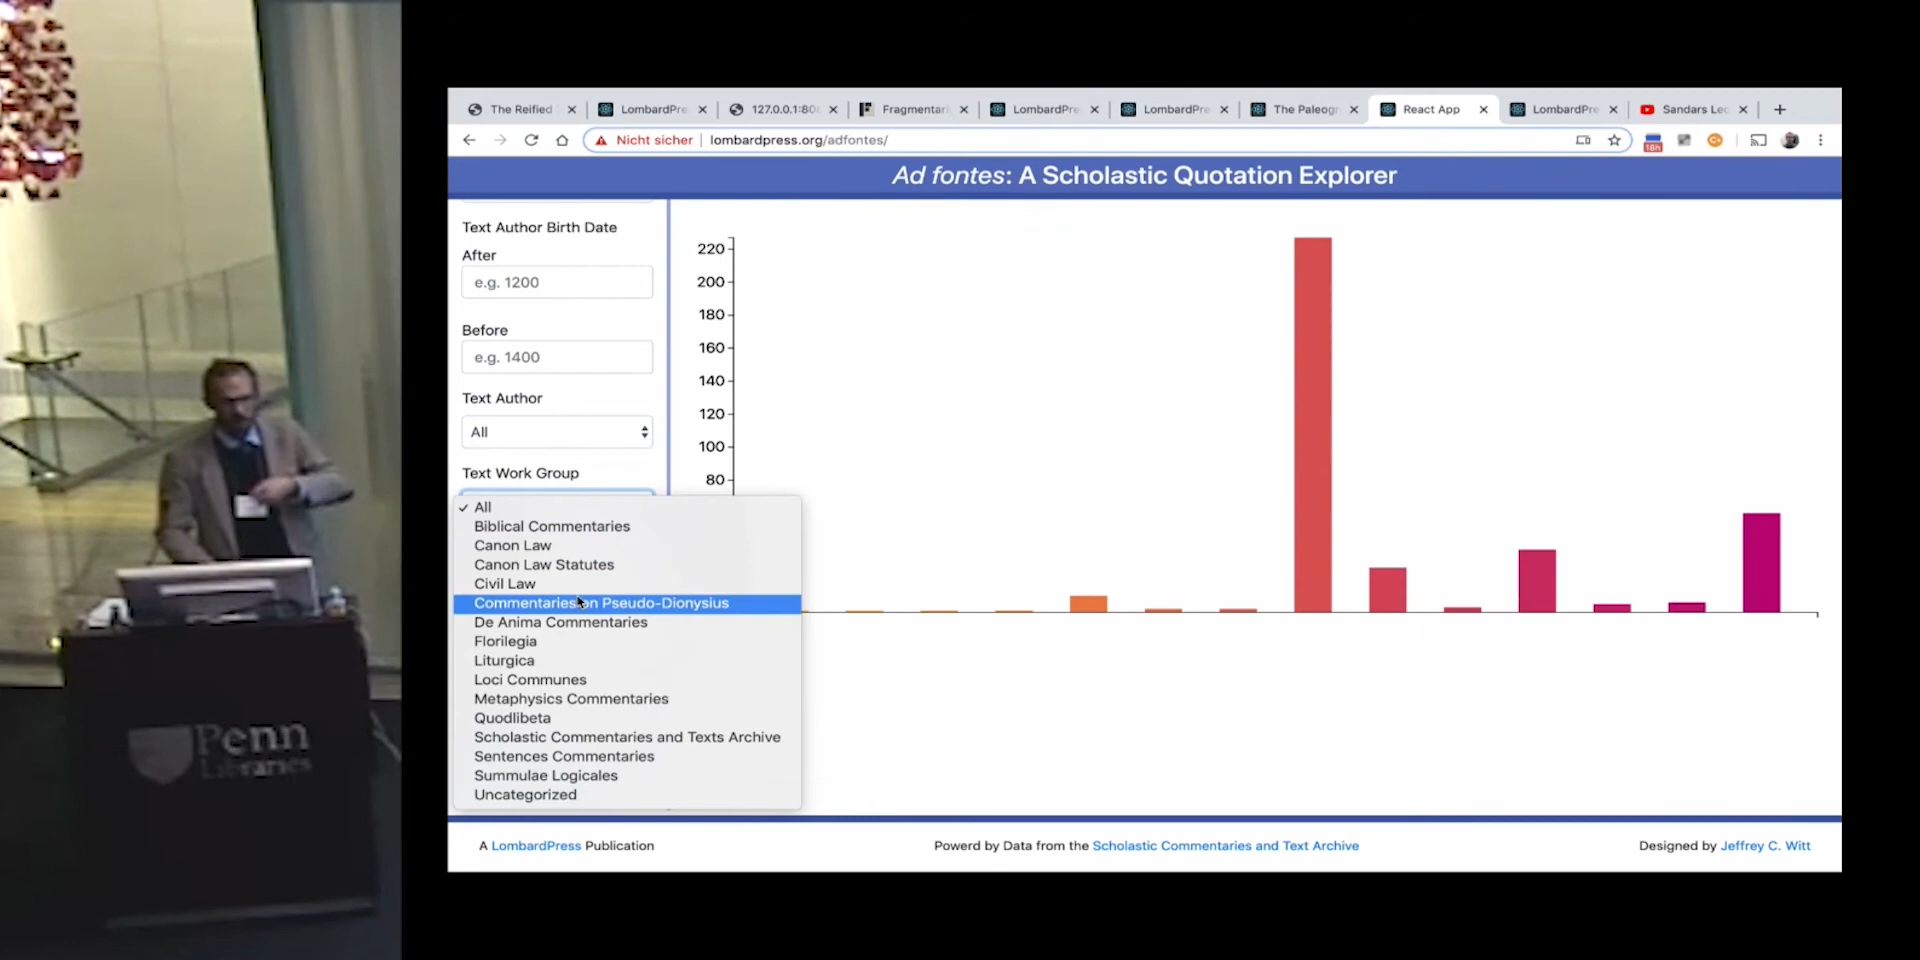 The Reified
LombardPre
127.0.0.1:80
Fragmentari
LombardPre
LombardPre
The Paleogr
React App
LombardPre
Sandars Lec
Nicht sicher
lombardpress.org/adfontes/
18h
Ad fontes: A Scholastic Quotation Explorer
Text Author Birth Date
After
e.g. 1200
Before
e.g. 1400
Text Author
All
Text Work Group
All
Biblical Commentaries
Canon Law
Canon Law Statutes
Civil Law
Commentaries on Pseudo-Dionysius
De Anima Commentaries
Florilegia
Liturgica
Loci Communes
Metaphysics Commentaries
Quodlibeta
Scholastic Commentaries and Texts Archive
Sentences Commentaries
Summulae Logicales
Uncategorized
220
200
180
160
140
120
100
80
A LombardPress Publication
Powerd by Data from the Scholastic Commentaries and Text Archive
Designed by Jeffrey C. Witt
Penn
Libraries